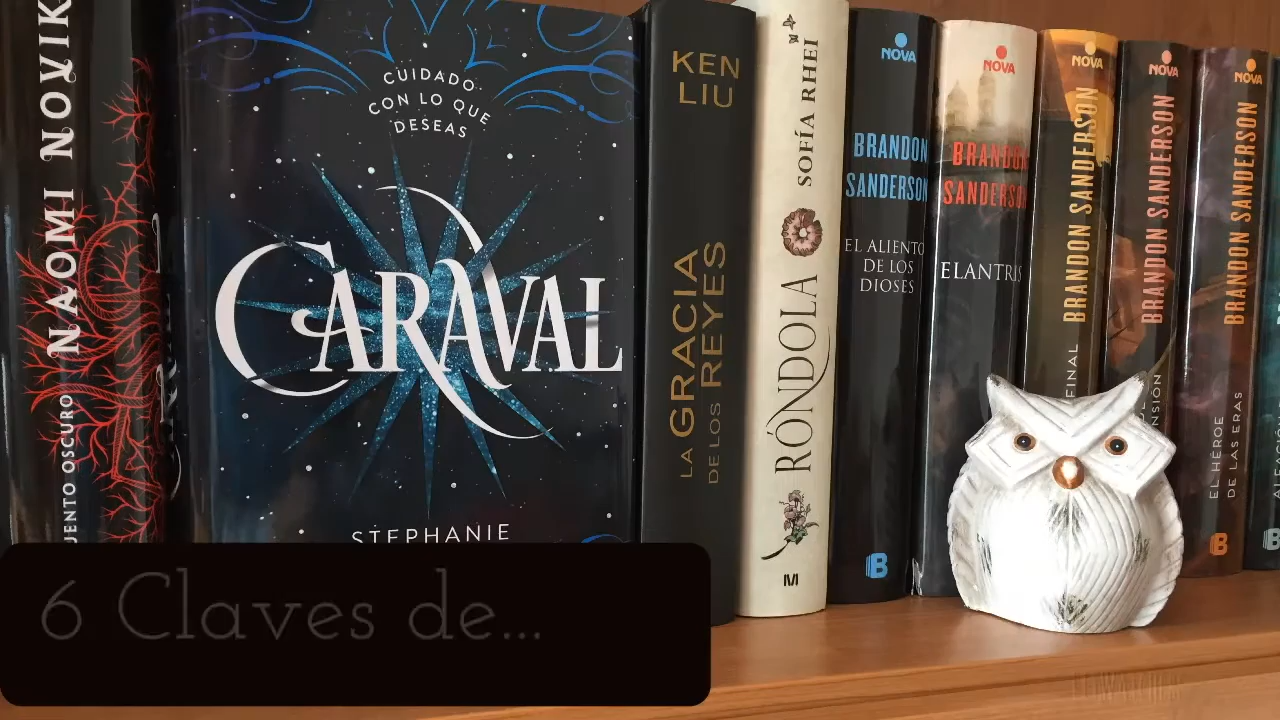 NAOMI NOVIK
UENTO OSCURO
CUIDADO
CON LO QUE
DESEAS
CARAVAL
STEPHANIE
KEN
LIU
LA GRACIA
DE LOS REYES
SOFÍA RHEI
RÓNDOLA
M
NOVA
BRANDON
SANDERSON
EL ALIENTO
DE LOS
DIOSES
B
NOVA
BRANDON
SANDERSON
ELANTRIS
NOVA
BRANDON SANDERSON
FINAL
NOVA
BRANDON SANDERSON
NOVA
BRANDON SANDERSON
EL HÉROE
DE LAS ERAS
B
B
6 Claves de...